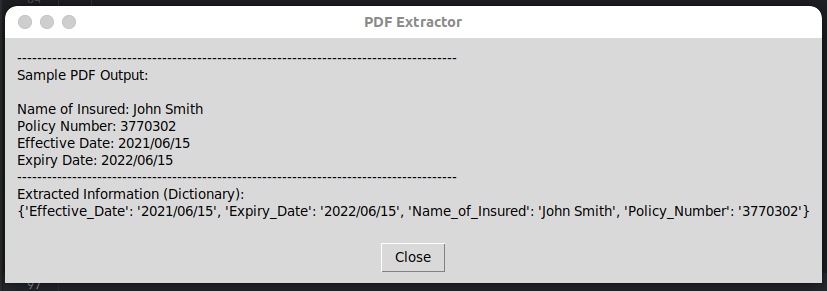 PDF Extractor
----------------------------------------------------------------------------------------
Sample PDF Output:
Name of Insured: John Smith
Policy Number: 3770302
Effective Date: 2021/06/15
Expiry Date: 2022/06/15
----------------------------------------------------------------------------------------
Extracted Information (Dictionary):
{'Effective_Date': '2021/06/15', 'Expiry_Date': '2022/06/15', 'Name_of_Insured': 'John Smith', 'Policy_Number': '3770302'}
Close
97